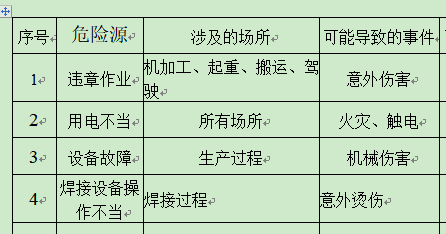 序号 危险源 涉及的场所 可能导致的事件
1 违章作业 机加工、起重、搬运、驾驶 意外伤害
2 用电不当 所有场所 火灾、触电
3 设备故障 生产过程 机械伤害
4 焊接设备操作不当 焊接过程 意外烫伤